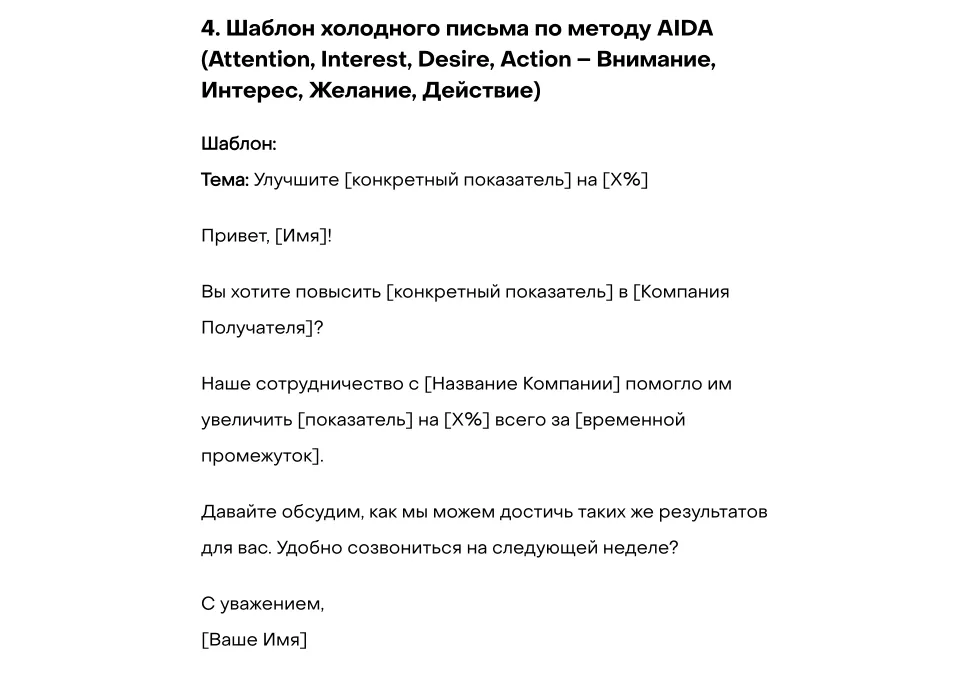 4. Шаблон холодного письма по методу AIDA
(Attention, Interest, Desire, Action – Внимание,
Интерес, Желание, Действие)
Шаблон:
Тема: Улучшите [конкретный показатель] на [X%]
Привет, [Имя]!
Вы хотите повысить [конкретный показатель] в [Компания
Получателя]?
Наше сотрудничество с [Название Компании] помогло им
увеличить [показатель] на [X%] всего за [временной
промежуток].
Давайте обсудим, как мы можем достичь таких же результатов
для вас. Удобно созвониться на следующей неделе?
С уважением,
[Ваше Имя]